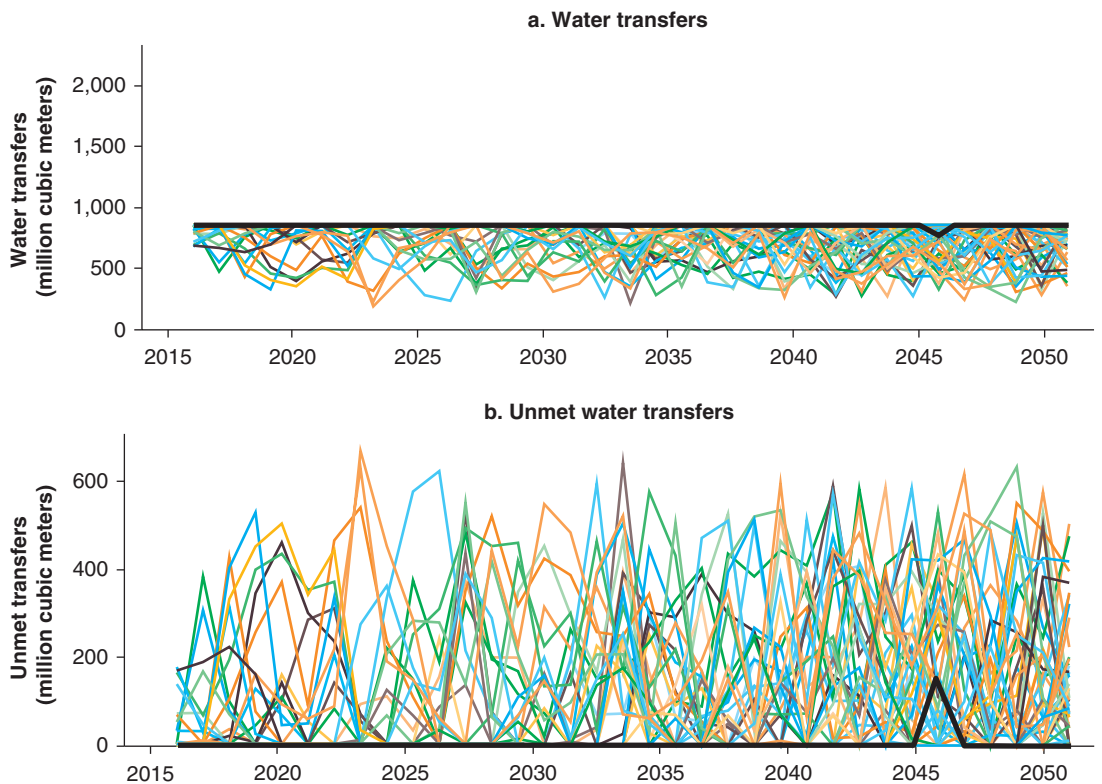 a. Water transfers
Water transfers
(million cubic meters)
2,000
1,500
1,000
500
0
2015 2020 2025 2030 2035 2040 2045 2050
b. Unmet water transfers
Unmet transfers
(million cubic meters)
600
400
200
0
2015 2020 2025 2030 2035 2040 2045 2050